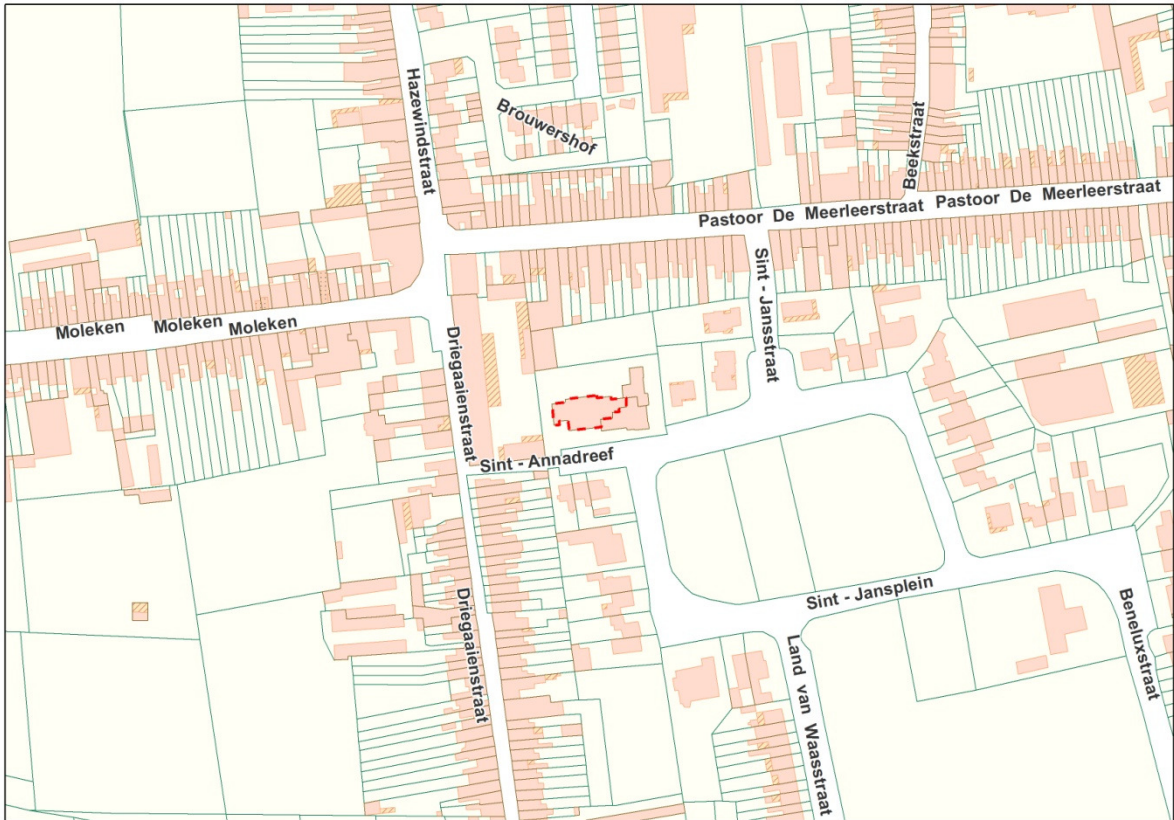 Hazewindstraat
Brouwershof
Beekstraat
Pastoor De Meerleerstraat Pastoor De Meerleerstraat
Sint - Jansstraat
Moleken Moleken Moleken
Driegaaienstraat
Sint - Annadreef
Driegaaienstraat
Sint - Jansplein
Land van Waasstraat
Beneluxstraat